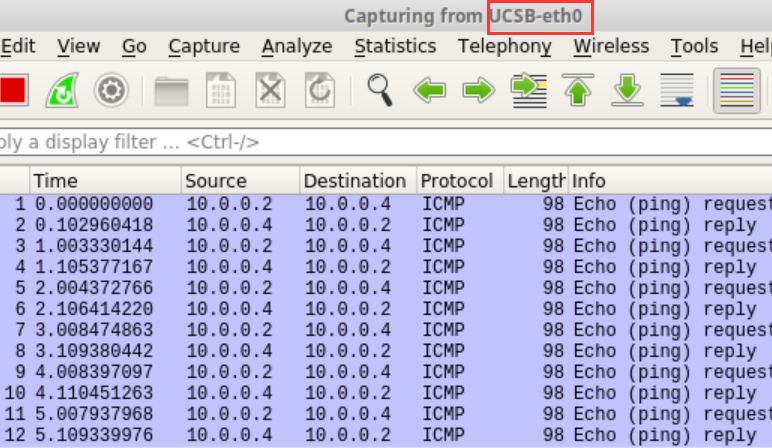 Capturing from UCSB-eth0
Edit View Go Capture Analyze Statistics Telephony Wireless Tools Hel
ply a display filter ... <Ctrl-/>
Time Source Destination Protocol Length Info
1 0.000000000 10.0.0.2 10.0.0.4 ICMP 98 Echo (ping) request
2 0.102960418 10.0.0.4 10.0.0.2 ICMP 98 Echo (ping) reply
3 1.003330144 10.0.0.2 10.0.0.4 ICMP 98 Echo (ping) request
4 1.105377167 10.0.0.4 10.0.0.2 ICMP 98 Echo (ping) reply
5 2.004372766 10.0.0.2 10.0.0.4 ICMP 98 Echo (ping) request
6 2.106414220 10.0.0.4 10.0.0.2 ICMP 98 Echo (ping) reply
7 3.008474863 10.0.0.2 10.0.0.4 ICMP 98 Echo (ping) request
8 3.109380442 10.0.0.4 10.0.0.2 ICMP 98 Echo (ping) reply
9 4.008397097 10.0.0.2 10.0.0.4 ICMP 98 Echo (ping) request
10 4.110451263 10.0.0.4 10.0.0.2 ICMP 98 Echo (ping) reply
11 5.007937968 10.0.0.2 10.0.0.4 ICMP 98 Echo (ping) request
12 5.109339976 10.0.0.4 10.0.0.2 ICMP 98 Echo (ping) reply